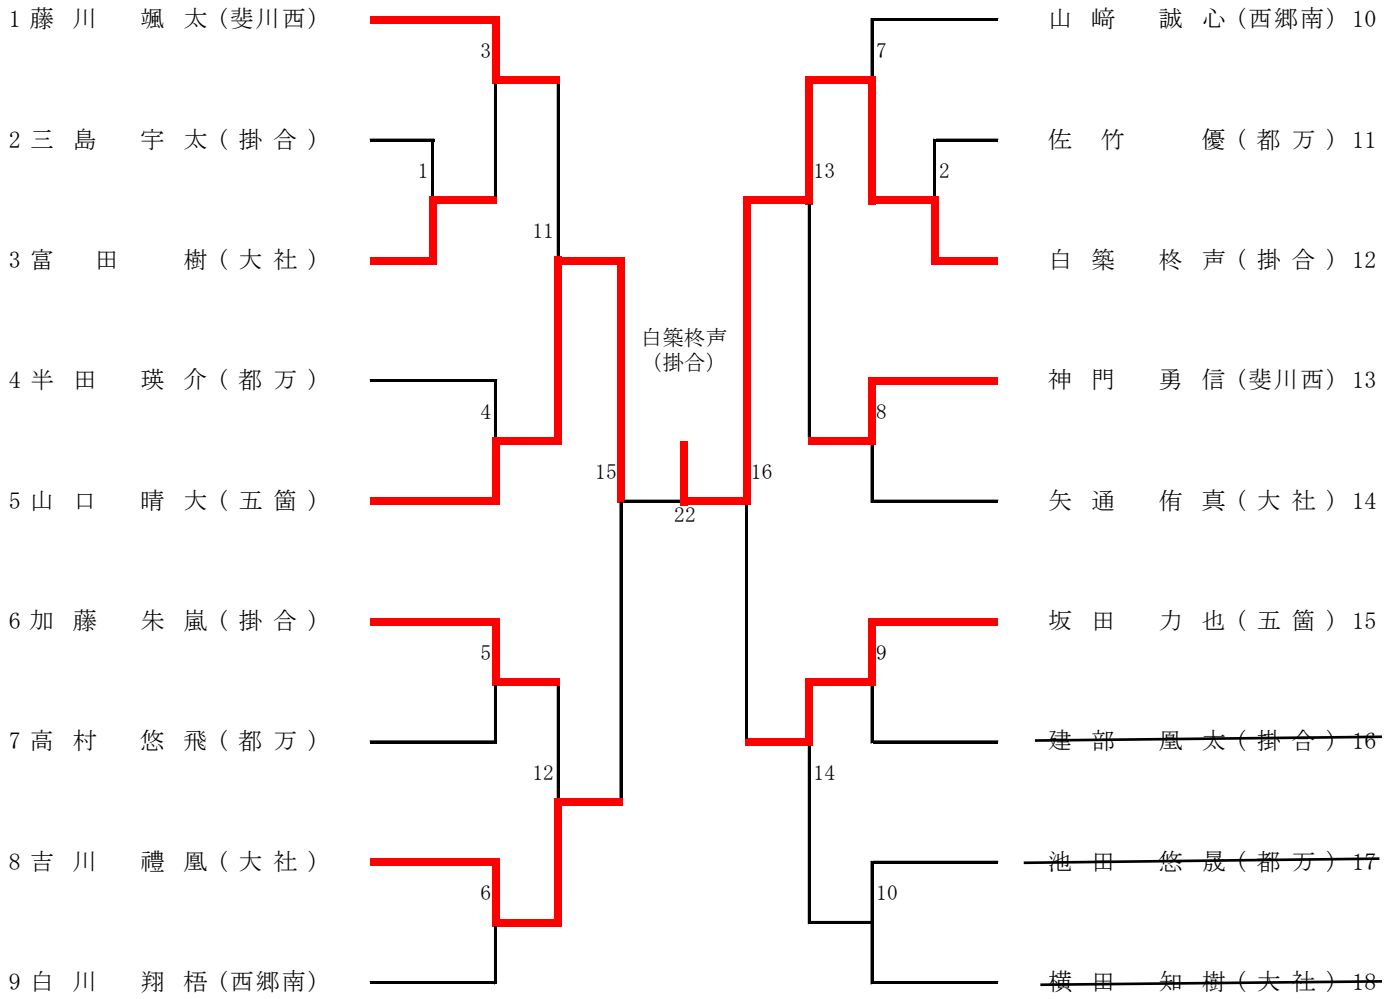 1 藤川 颯太 (斐川西)
2 三島 宇太 (掛合)
3 富田 樹 (大社)
4 半田 瑛介 (都万)
5 山口 晴大 (五箇)
6 加藤 朱嵐 (掛合)
7 高村 悠飛 (都万)
8 吉川 禮凰 (大社)
9 白川 翔梧 (西郷南)
3
1
11
4
15
5
12
6
白築柊声
(掛合)
22
7
13
2
16
8
9
14
10
山﨑 誠心 (西郷南) 10
佐竹 優 (都万) 11
白築 柊声 (掛合) 12
神門 勇信 (斐川西) 13
矢通 侑真 (大社) 14
坂田 力也 (五箇) 15
建部 凰太 (掛合) 16
池田 悠晟 (都万) 17
横田 知樹 (大社) 18